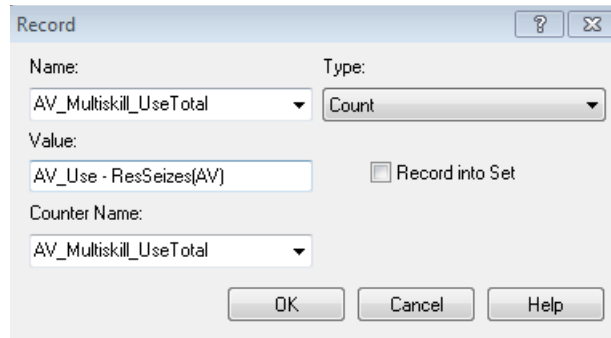 Record
Name: Type:
AV_Multiskill_UseTotal Count
Value:
AV_Use - ResSeizes(AV) Record into Set
Counter Name:
AV_Multiskill_UseTotal
OK Cancel Help